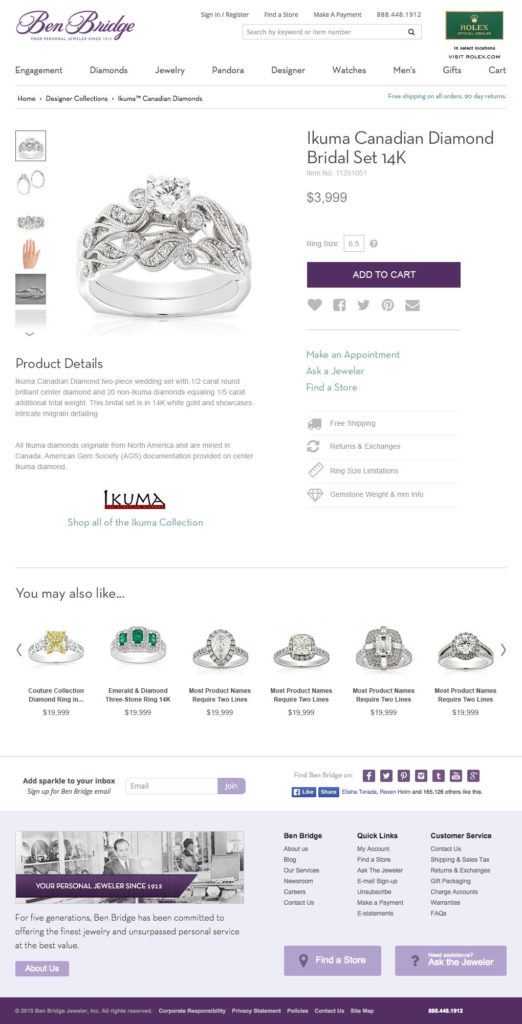 Ben Bridge
YOUR PERSONAL JEWELER SINCE 1912
Sign In / Register Find a Store Make A Payment 888.448.1912
Search by keyword or item number
ROLEX
OFFICIAL JEWELER
In select locations
VISIT ROLEX.COM
Engagement Diamonds Jewelry Pandora Designer Watches Men's Gifts Cart
Home › Designer Collections › Ikuma™ Canadian Diamonds
Free shipping on all orders. 90 day returns.
Ikuma Canadian Diamond
Bridal Set 14K
Item No. 11291051
$3,999
Ring Size: 6.5 ?
ADD TO CART
Make an Appointment
Ask a Jeweler
Find a Store
Free Shipping
Returns & Exchanges
Ring Size Limitations
Gemstone Weight & mm Info
Product Details
Ikuma Canadian Diamond two-piece wedding set with 1/2 carat round
brilliant center diamond and 20 non-Ikuma diamonds equaling 1/5 carat
additional total weight. This bridal set is in 14K white gold and showcases
intricate milgrain detailing
All Ikuma diamonds originate from North America and are mined in
Canada. American Gem Society (AGS) documentation provided on center
Ikuma diamond.
IKUMA
Shop all of the Ikuma Collection
You may also like...
Couture Collection
Diamond Ring in...
$19,999
Emerald & Diamond
Three-Stone Ring 14K
$19,999
Most Product Names
Require Two Lines
$19,999
Most Product Names
Require Two Lines
$19,999
Most Product Names
Require Two Lines
$19,999
Most Product Names
Require Two Lines
$19,999
Add sparkle to your inbox
Sign up for Ben Bridge email
Email
Join
Find Ben Bridge on:
Like Share Elisha Terada, Raven Helm and 165,126 others like this.
YOUR PERSONAL JEWELER SINCE 1912
For five generations, Ben Bridge has been committed to
offering the finest jewelry and unsurpassed personal service
at the best value.
About Us
Ben Bridge
About us
Blog
Our Services
Newsroom
Careers
Contact Us
Quick Links
My Account
Find a Store
Ask The Jeweler
E-mail Sign-up
Unsubscribe
Make a Payment
E-statements
Customer Service
Contact Us
Shipping & Sales Tax
Returns & Exchanges
Gift Packaging
Charge Accounts
Warranties
FAQs
Find a Store
? Need assistance?
Ask the Jeweler
© 2015 Ben Bridge Jeweler, Inc. All rights reserved. Corporate Responsibility Privacy Statement Policies Contact Us Site Map 888.448.1912